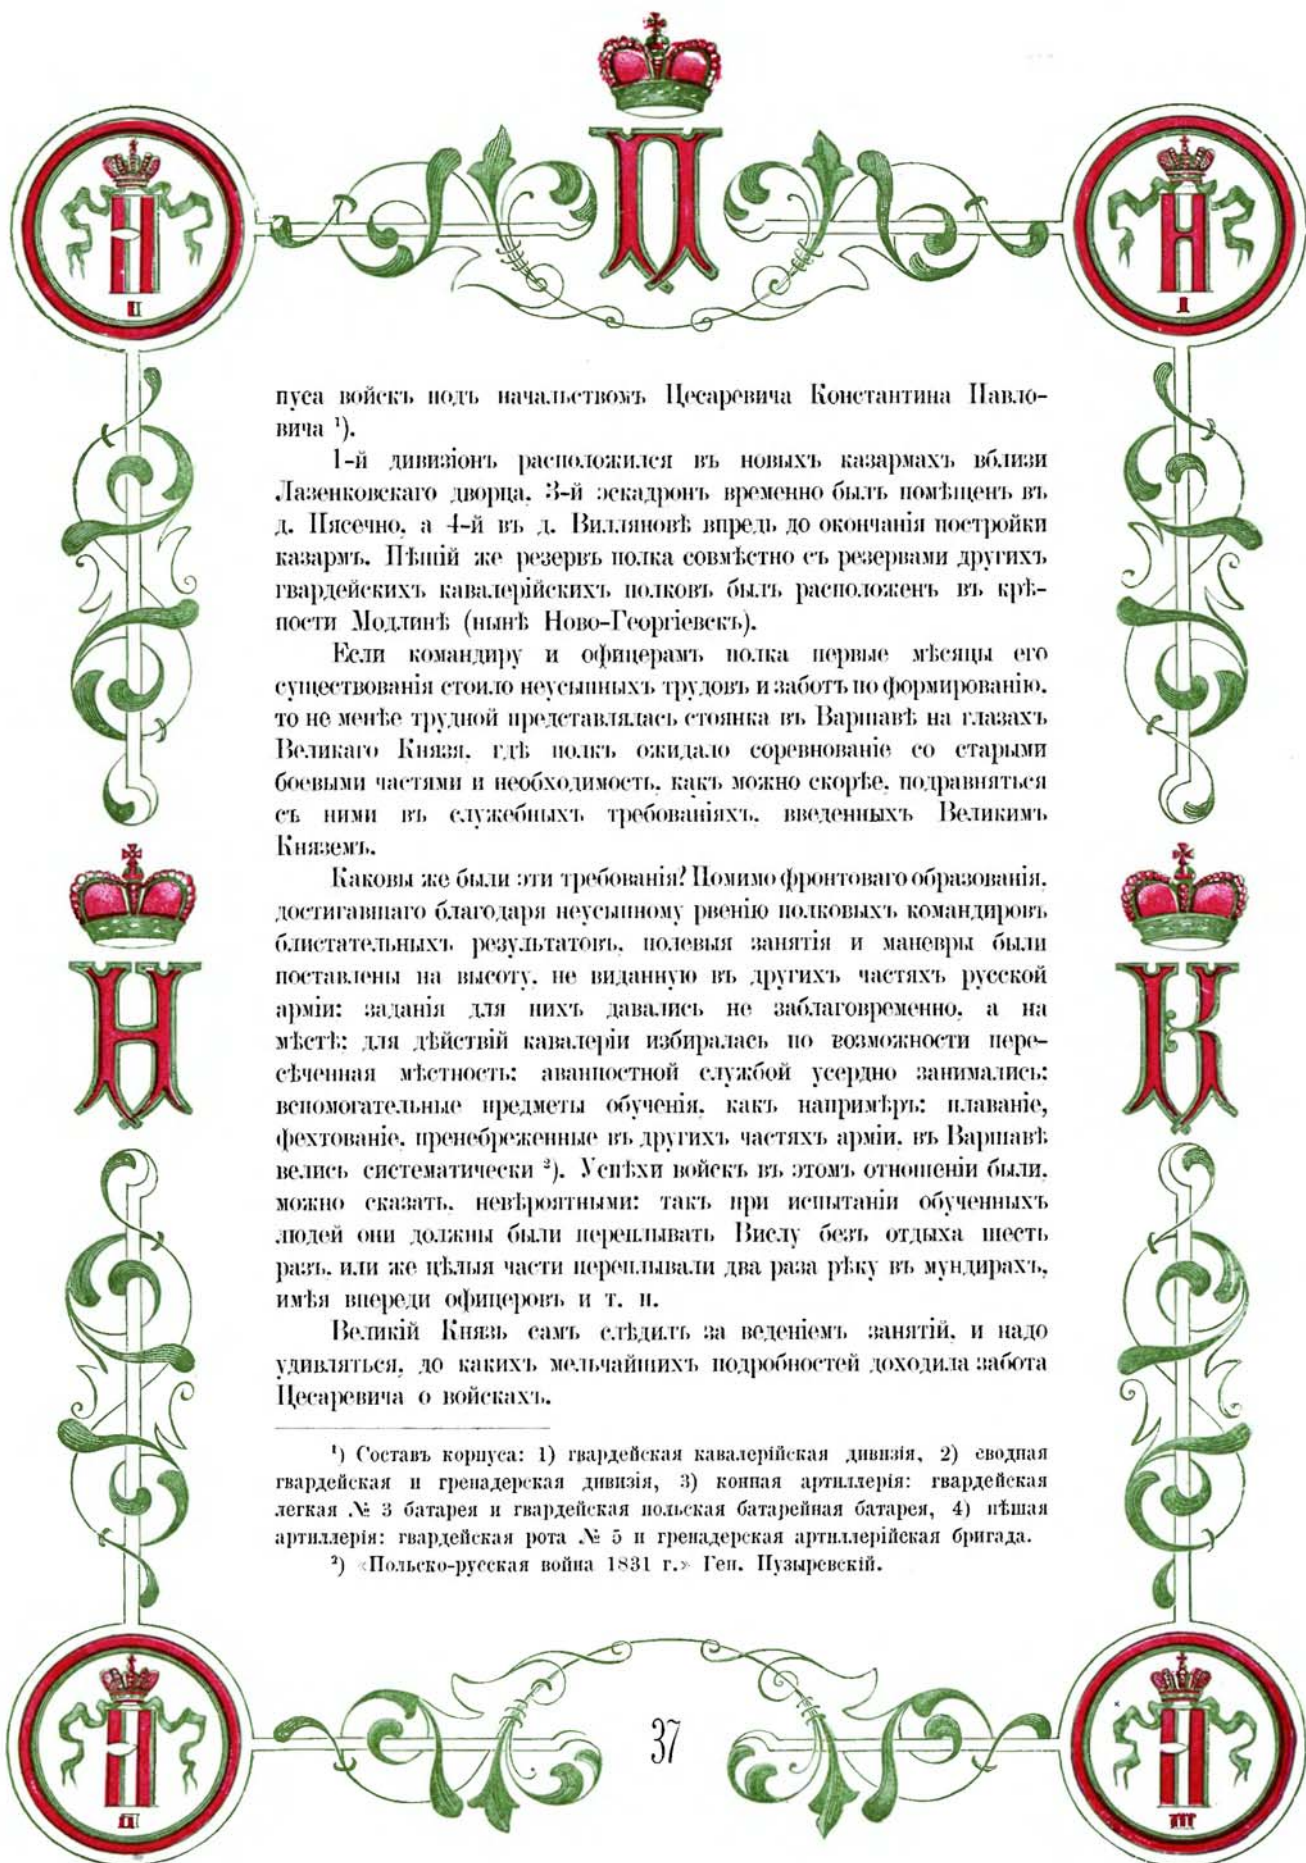 П
II
I
пуса войскъ подъ начальствомъ Цесаревича Константина Павло-
вича ¹).
1-й дивизіонъ расположился въ новыхъ казармахъ вблизи
Лазенковскаго дворца. 3-й эскадронъ временно былъ помѣщенъ въ
д. Пясечно, а 4-й въ д. Вилляновѣ впредь до окончанія постройки
казармъ. Пѣшій же резервъ полка совмѣстно съ резервами другихъ
гвардейскихъ кавалерійскихъ полковъ былъ расположенъ въ крѣ-
пости Модлинѣ (нынѣ Ново-Георгіевскъ).
Если командиру и офицерамъ полка первые мѣсяцы его
существованія стоило неусыпныхъ трудовъ и заботъ по формированію,
то не менѣе трудной представлялась стоянка въ Варшавѣ на глазахъ
Великаго Князя, гдѣ полкъ ожидало соревнованіе со старыми
боевыми частями и необходимость, какъ можно скорѣе, подравняться
съ ними въ служебныхъ требованіяхъ, введенныхъ Великимъ
Княземъ.
Каковы же были эти требованія? Помимо фронтоваго образованія,
достигавшаго благодаря неусыпному рвенію полковыхъ командировъ
блистательныхъ результатовъ, полевыя занятія и маневры были
поставлены на высоту, не виданную въ другихъ частяхъ русской
арміи: заданія для нихъ давались не заблаговременно, а на
мѣстѣ; для дѣйствій кавалеріи избиралась по возможности пере-
сѣченная мѣстность; аванпостной службой усердно занимались;
вспомогательные предметы обученія, какъ напримѣръ: плаваніе,
фехтованіе, пренебреженные въ другихъ частяхъ арміи, въ Варшавѣ
велись систематически ²). Успѣхи войскъ въ этомъ отношеніи были,
можно сказать, невѣроятными: такъ при испытаніи обученныхъ
людей они должны были переплывать Вислу безъ отдыха шесть
разъ, или же цѣлыя части переплывали два раза рѣку въ мундирахъ,
имѣя впереди офицеровъ и т. п.
Великій Князь самъ слѣдилъ за веденіемъ занятій, и надо
удивляться, до какихъ мельчайшихъ подробностей доходила забота
Цесаревича о войскахъ.
¹) Составъ корпуса: 1) гвардейская кавалерійская дивизія, 2) сводная
гвардейская и гренадерская дивизія, 3) конная артиллерія: гвардейская
легкая № 3 батарея и гвардейская польская батарейная батарея, 4) пѣшая
артиллерія: гвардейская рота № 5 и гренадерская артиллерійская бригада.
²) «Польско-русская война 1831 г.» Ген. Пузыревскій.
Н
К
37
II
III